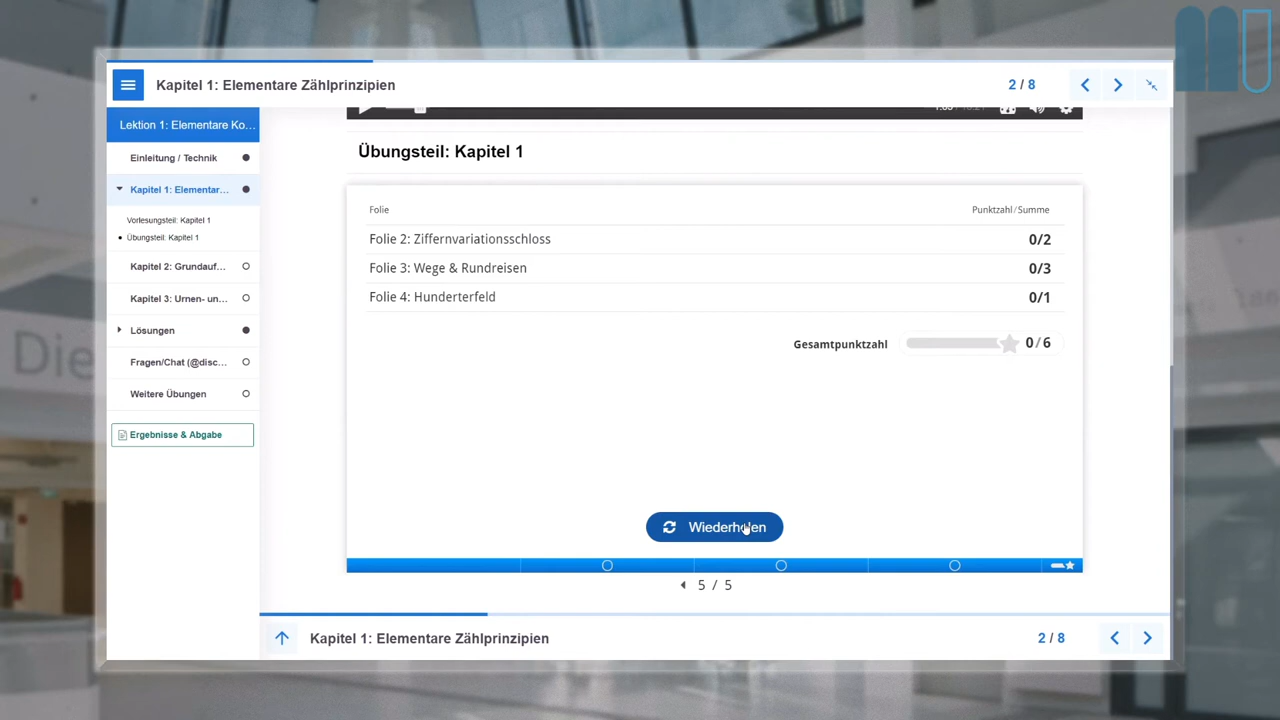 Kapitel 1: Elementare Zählprinzipien
2 / 8
Lektion 1: Elementare Ko...
Einleitung / Technik
Kapitel 1: Elementar...
Vorlesungsteil: Kapitel 1
Übungsteil: Kapitel 1
Kapitel 2: Grundauf...
Kapitel 3: Urnen- un...
Lösungen
Fragen/Chat (@disc...
Weitere Übungen
Ergebnisse & Abgabe
Übungsteil: Kapitel 1
Folie Punktzahl/Summe
Folie 2: Ziffernvariationsschloss 0/2
Folie 3: Wege & Rundreisen 0/3
Folie 4: Hunderterfeld 0/1
Gesamtpunktzahl 0/6
Wiederholen
5 / 5
Kapitel 1: Elementare Zählprinzipien
2 / 8
Die